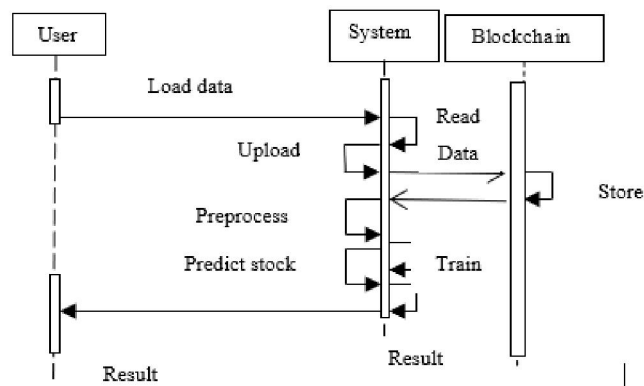 User
System
Blockchain
Load data
Read
Upload
Data
Store
Preprocess
Predict stock
Train
Result
Result